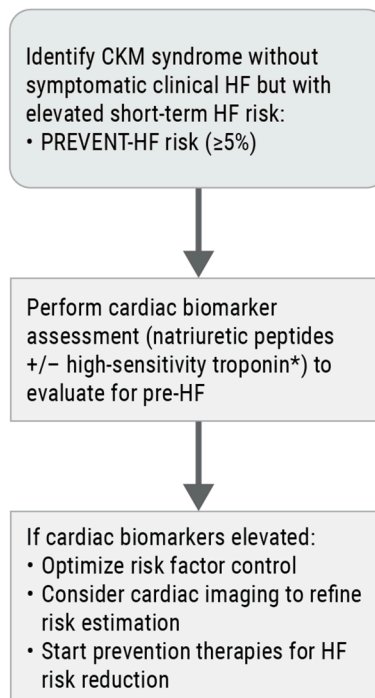 Identify CKM syndrome without
symptomatic clinical HF but with
elevated short-term HF risk:
• PREVENT-HF risk (≥5%)
Perform cardiac biomarker
assessment (natriuretic peptides
+/− high-sensitivity troponin*) to
evaluate for pre-HF
If cardiac biomarkers elevated:
• Optimize risk factor control
• Consider cardiac imaging to refine
risk estimation
• Start prevention therapies for HF
risk reduction